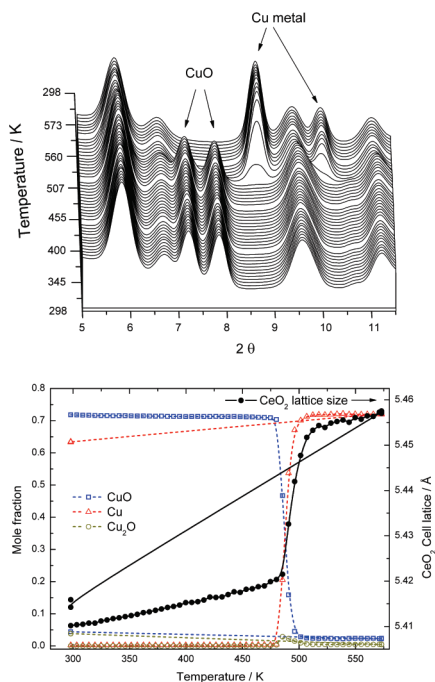 Cu metal
CuO
298
573
560
507
455
400
345
298
Temperature / K
5 6 7 8 9 10 11
2 θ
0.8
0.7
0.6
0.5
0.4
0.3
0.2
0.1
0.0
Mole fraction
CeO2 lattice size
CuO
Cu
Cu2O
5.46
5.45
5.44
5.43
5.42
5.41
CeO2 Cell lattice / Å
300 350 400 450 500 550
Temperature / K